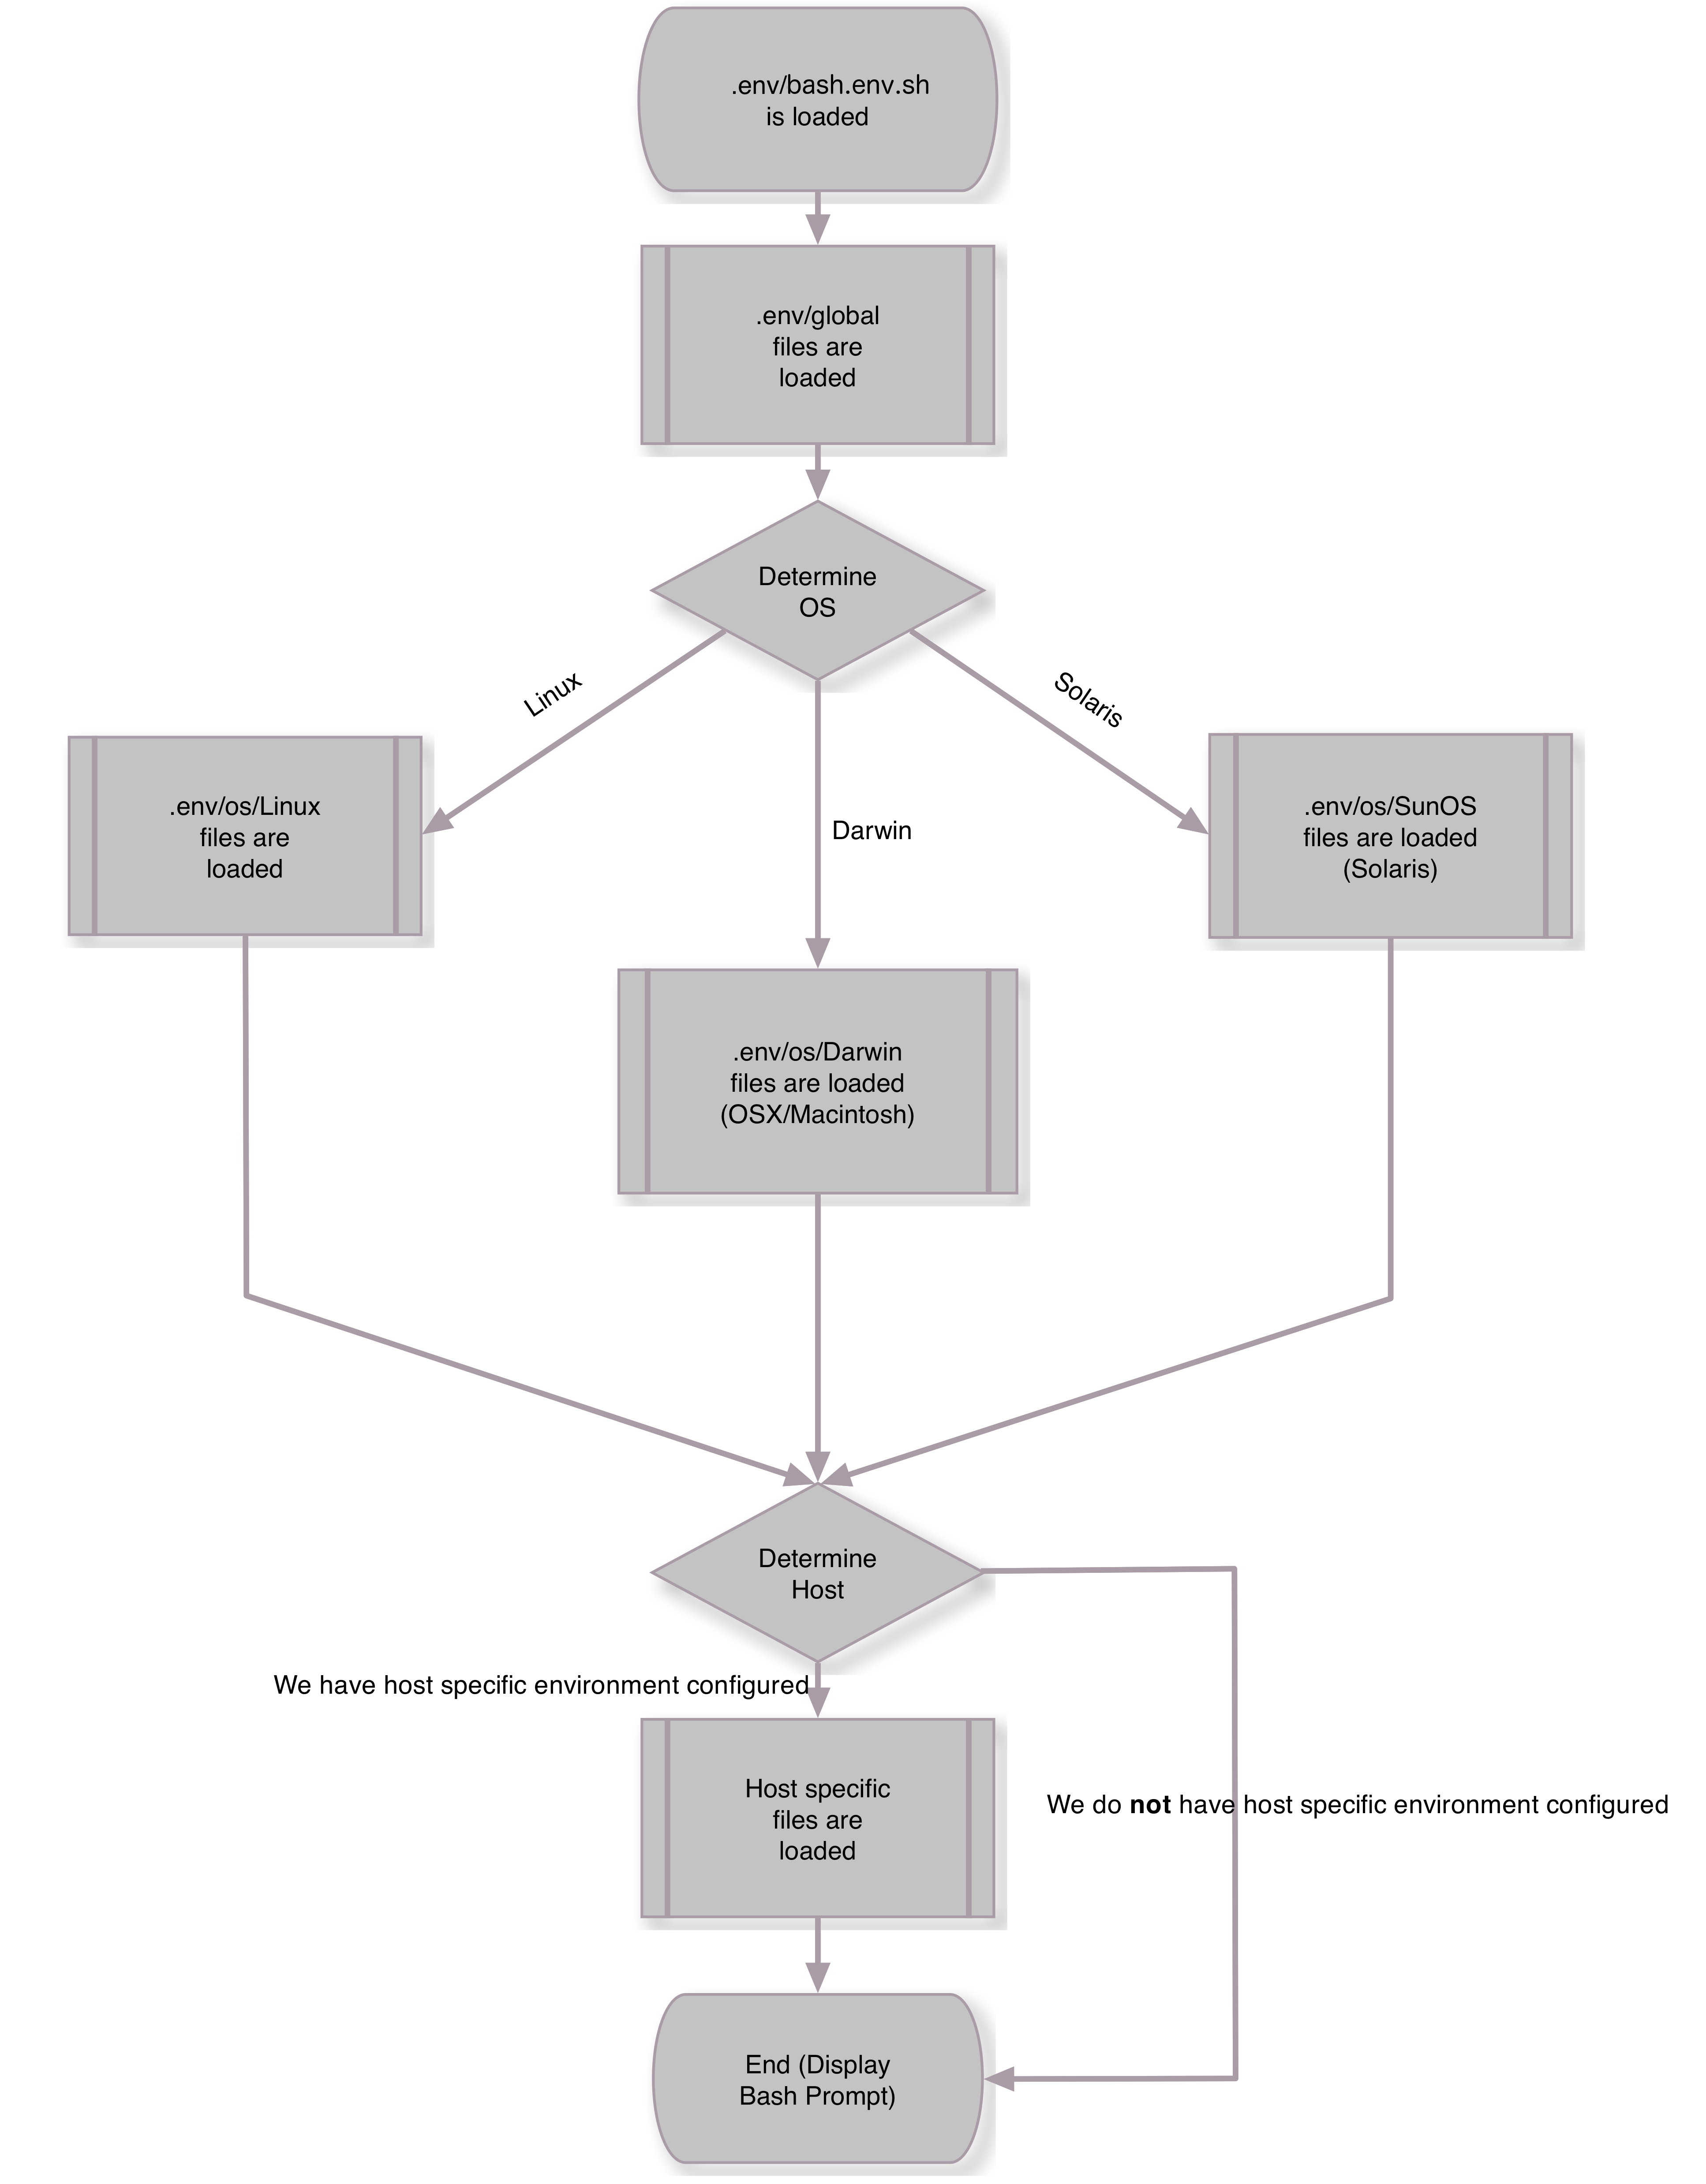 .env/bash.env.sh
is loaded
.env/global
files are
loaded
Determine
OS
Linux
Solaris
Darwin
.env/os/Linux
files are
loaded
.env/os/SunOS
files are loaded
(Solaris)
.env/os/Darwin
files are loaded
(OSX/Macintosh)
Determine
Host
We have host specific environment configured
Host specific
files are
loaded
We do not have host specific environment configured
End (Display
Bash Prompt)